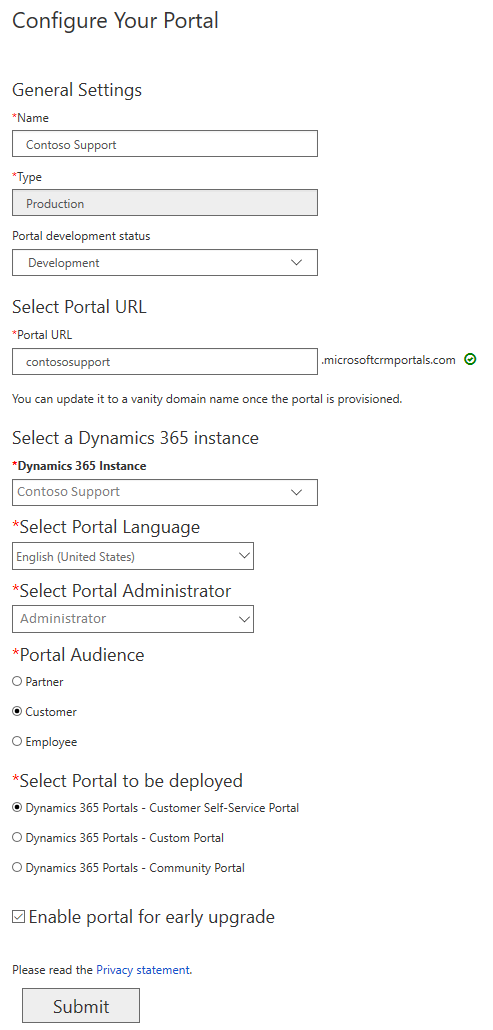 Configure Your Portal
General Settings
*Name
Contoso Support
*Type
Production
Portal development status
Development
Select Portal URL
*Portal URL
contososupport .microsoftcrmportals.com
You can update it to a vanity domain name once the portal is provisioned.
Select a Dynamics 365 instance
*Dynamics 365 Instance
Contoso Support
*Select Portal Language
English (United States)
*Select Portal Administrator
Administrator
*Portal Audience
Partner
Customer
Employee
*Select Portal to be deployed
Dynamics 365 Portals - Customer Self-Service Portal
Dynamics 365 Portals - Custom Portal
Dynamics 365 Portals - Community Portal
Enable portal for early upgrade
Please read the Privacy statement.
Submit